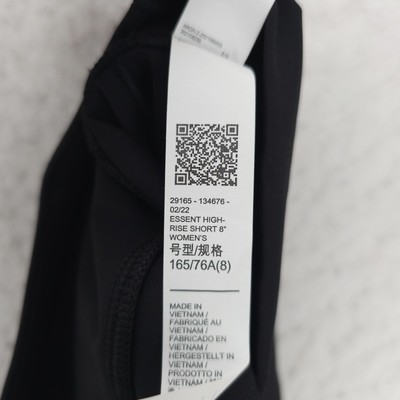 29165 - 134676 -
02/22
ESSENT HIGH-
RISE SHORT 8"
WOMEN'S
号型/规格
165/76A(8)
MADE IN
VIETNAM /
FABRIQUÉ AU
VIETNAM /
FABRICADO EN
VIETNAM /
HERGESTELLT IN
VIETNAM /
PRODOTTO IN
VIETNAM /